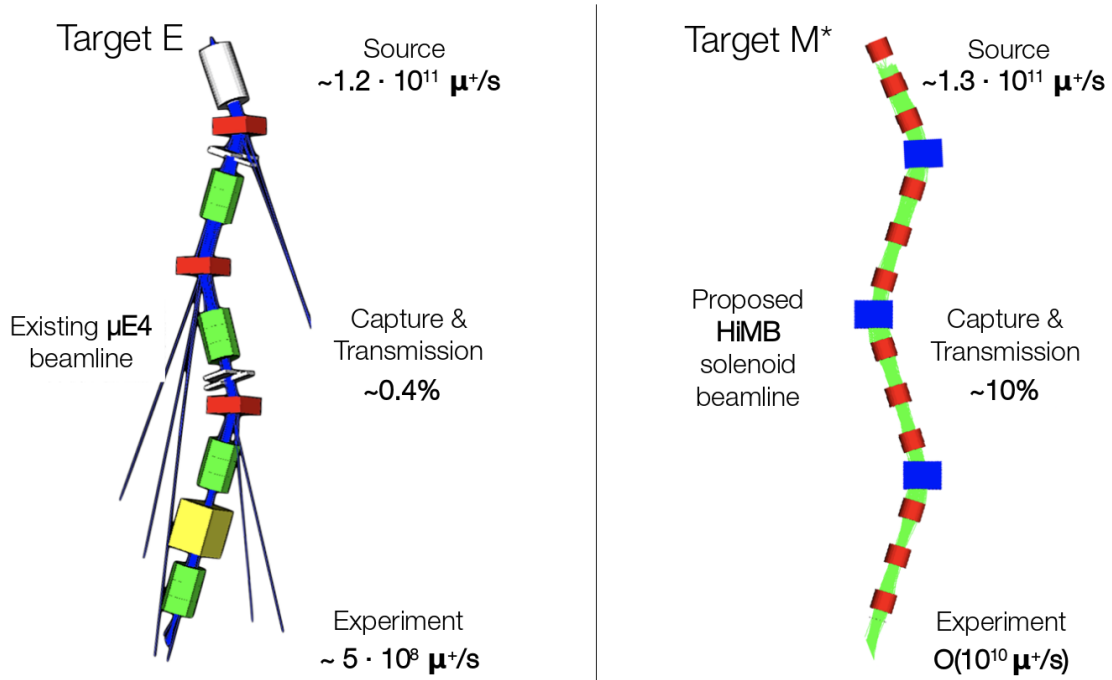 Target E
Source
~1.2 · 10¹¹ μ⁺/s
Existing μE4
beamline
Capture &
Transmission
~0.4%
Experiment
~ 5 · 10⁸ μ⁺/s
Target M*
Source
~1.3 · 10¹¹ μ⁺/s
Proposed
HiMB
solenoid
beamline
Capture &
Transmission
~10%
Experiment
O(10¹⁰ μ⁺/s)